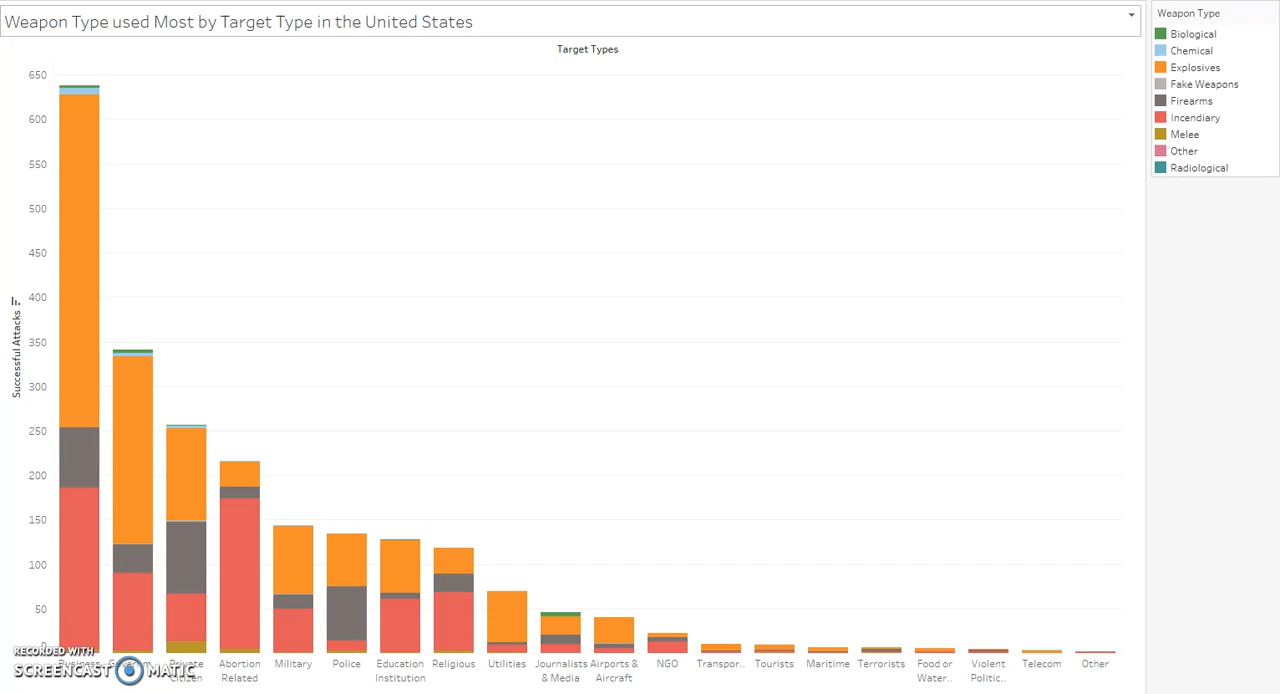 Weapon Type used Most by Target Type in the United States
Target Types
Weapon Type
Biological
Chemical
Explosives
Fake Weapons
Firearms
Incendiary
Melee
Other
Radiological
Successful Attacks
650
600
550
500
450
400
350
300
250
200
150
100
50
RECORDED WITH
SCREENCAST MATIC
Private Abortion Military Police Education Religious Utilities Journalists Airports & NGO Transpor.. Tourists Maritime Terrorists Food or Violent Telecom Other
Citizen Related Institution & Media Aircraft Water.. Politic..